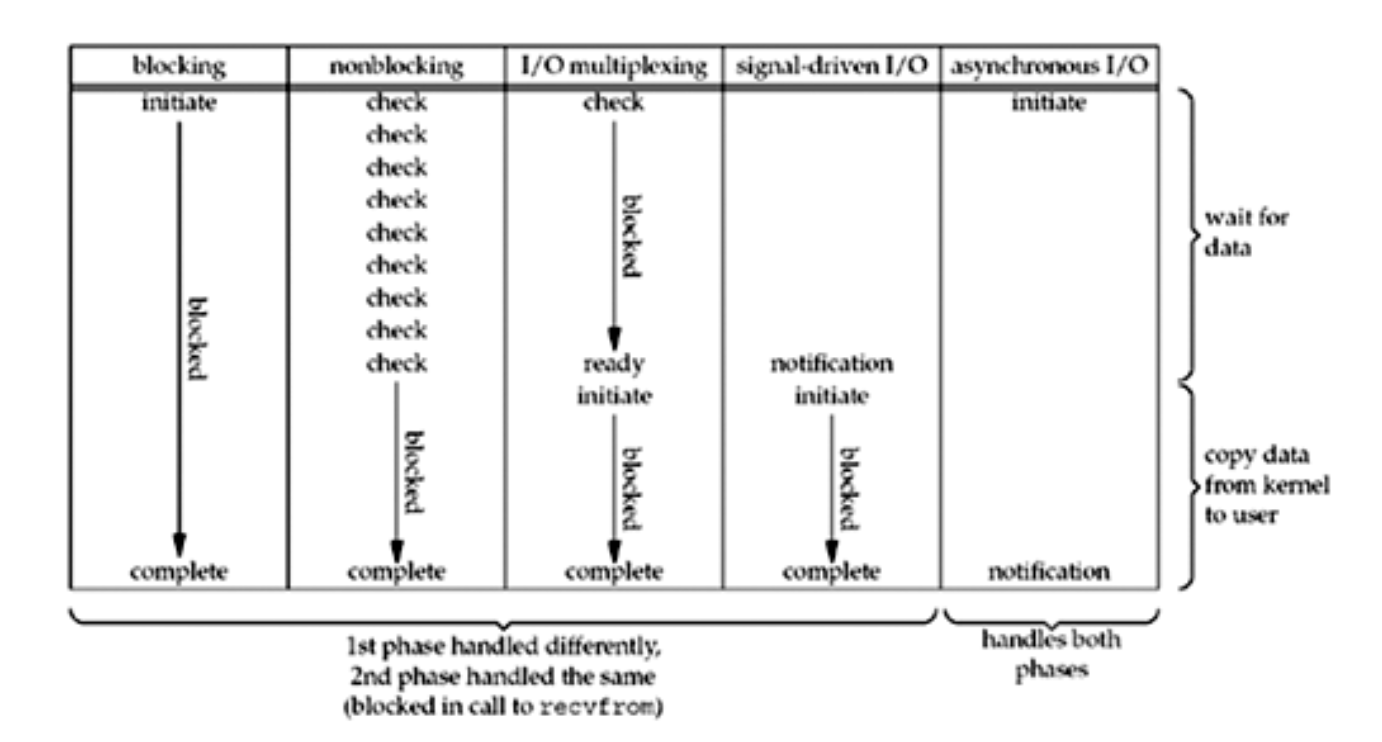 blocking nonblocking I/O multiplexing signal-driven I/O asynchronous I/O
initiate check check initiate
check
check
check
check
check
check
check
check ready notification
initiate initiate
blocked
blocked
blocked
blocked
blocked
complete complete complete complete notification
wait for
data
copy data
from kernel
to user
1st phase handled differently,
2nd phase handled the same
(blocked in call to recvfrom)
handles both
phases